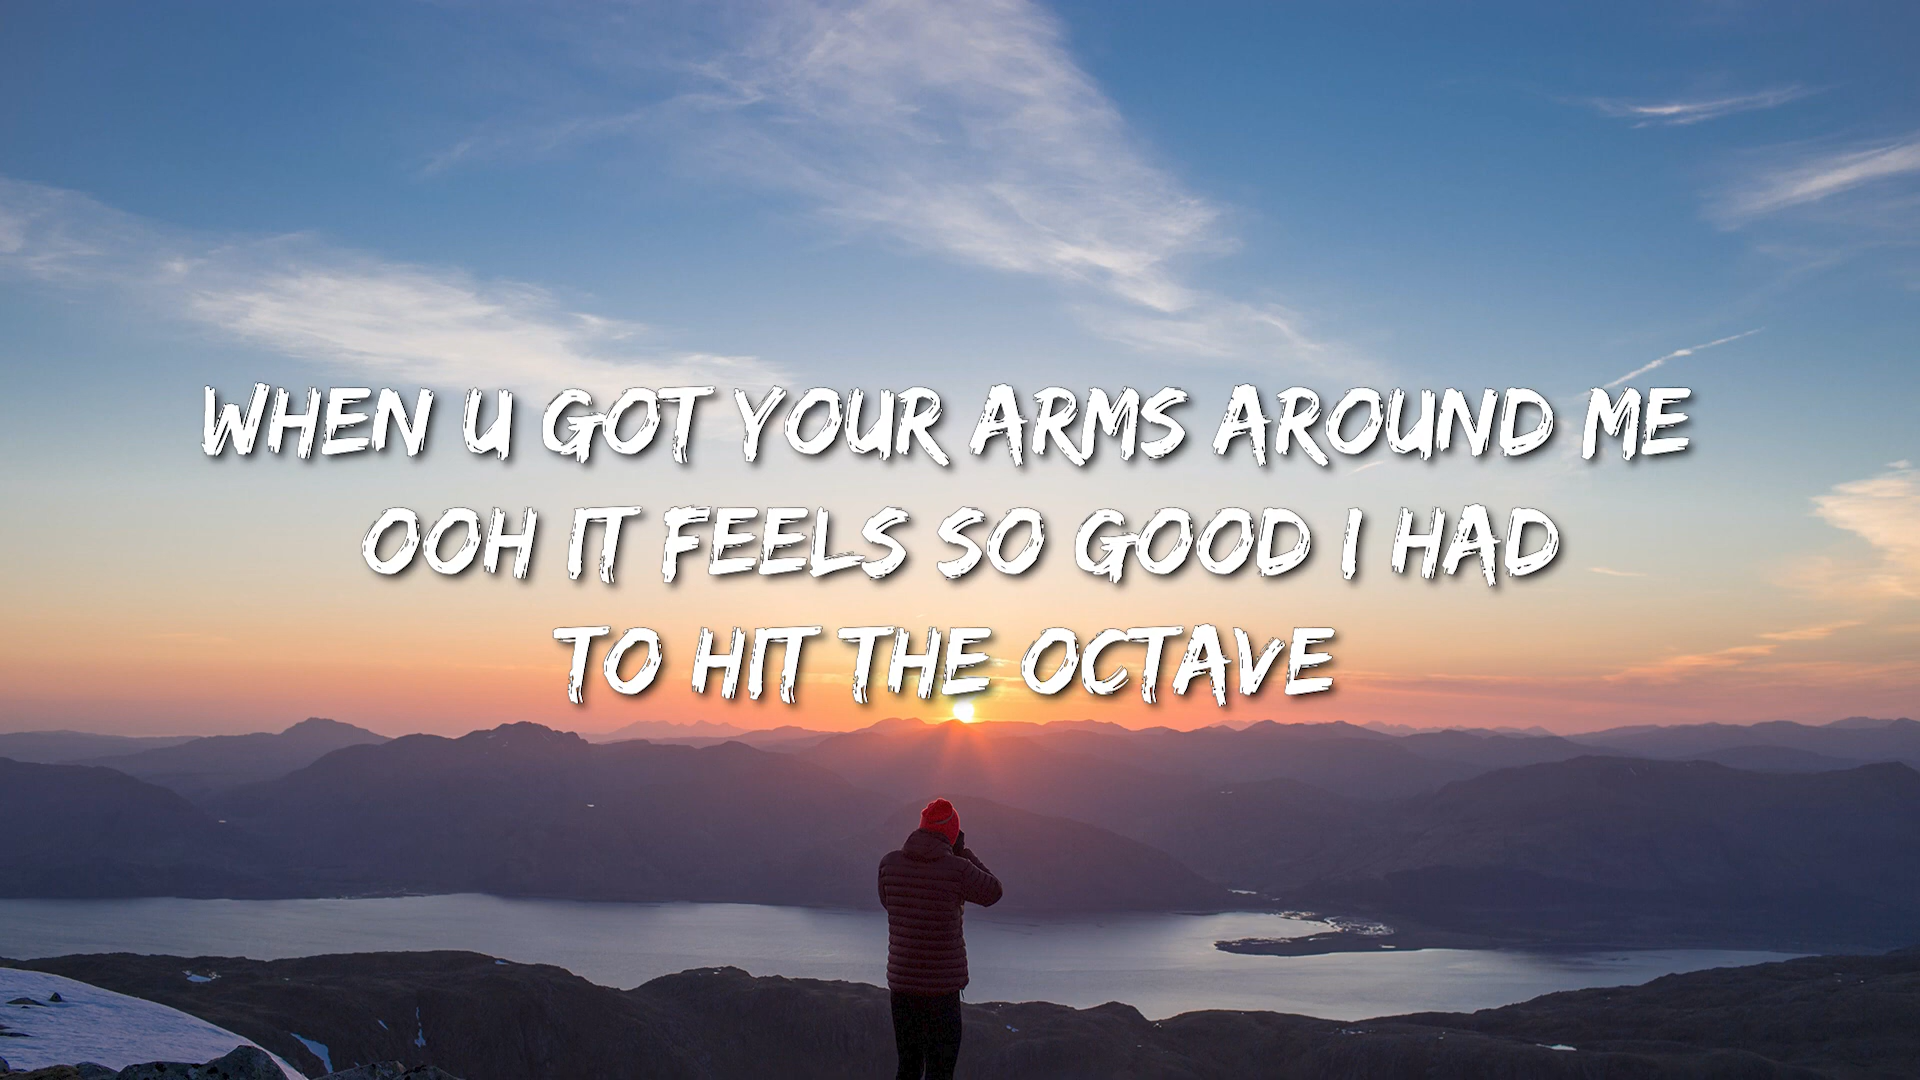 WHEN U GOT YOUR ARMS AROUND ME
OOH IT FEELS SO GOOD I HAD
TO HIT THE OCTAVE